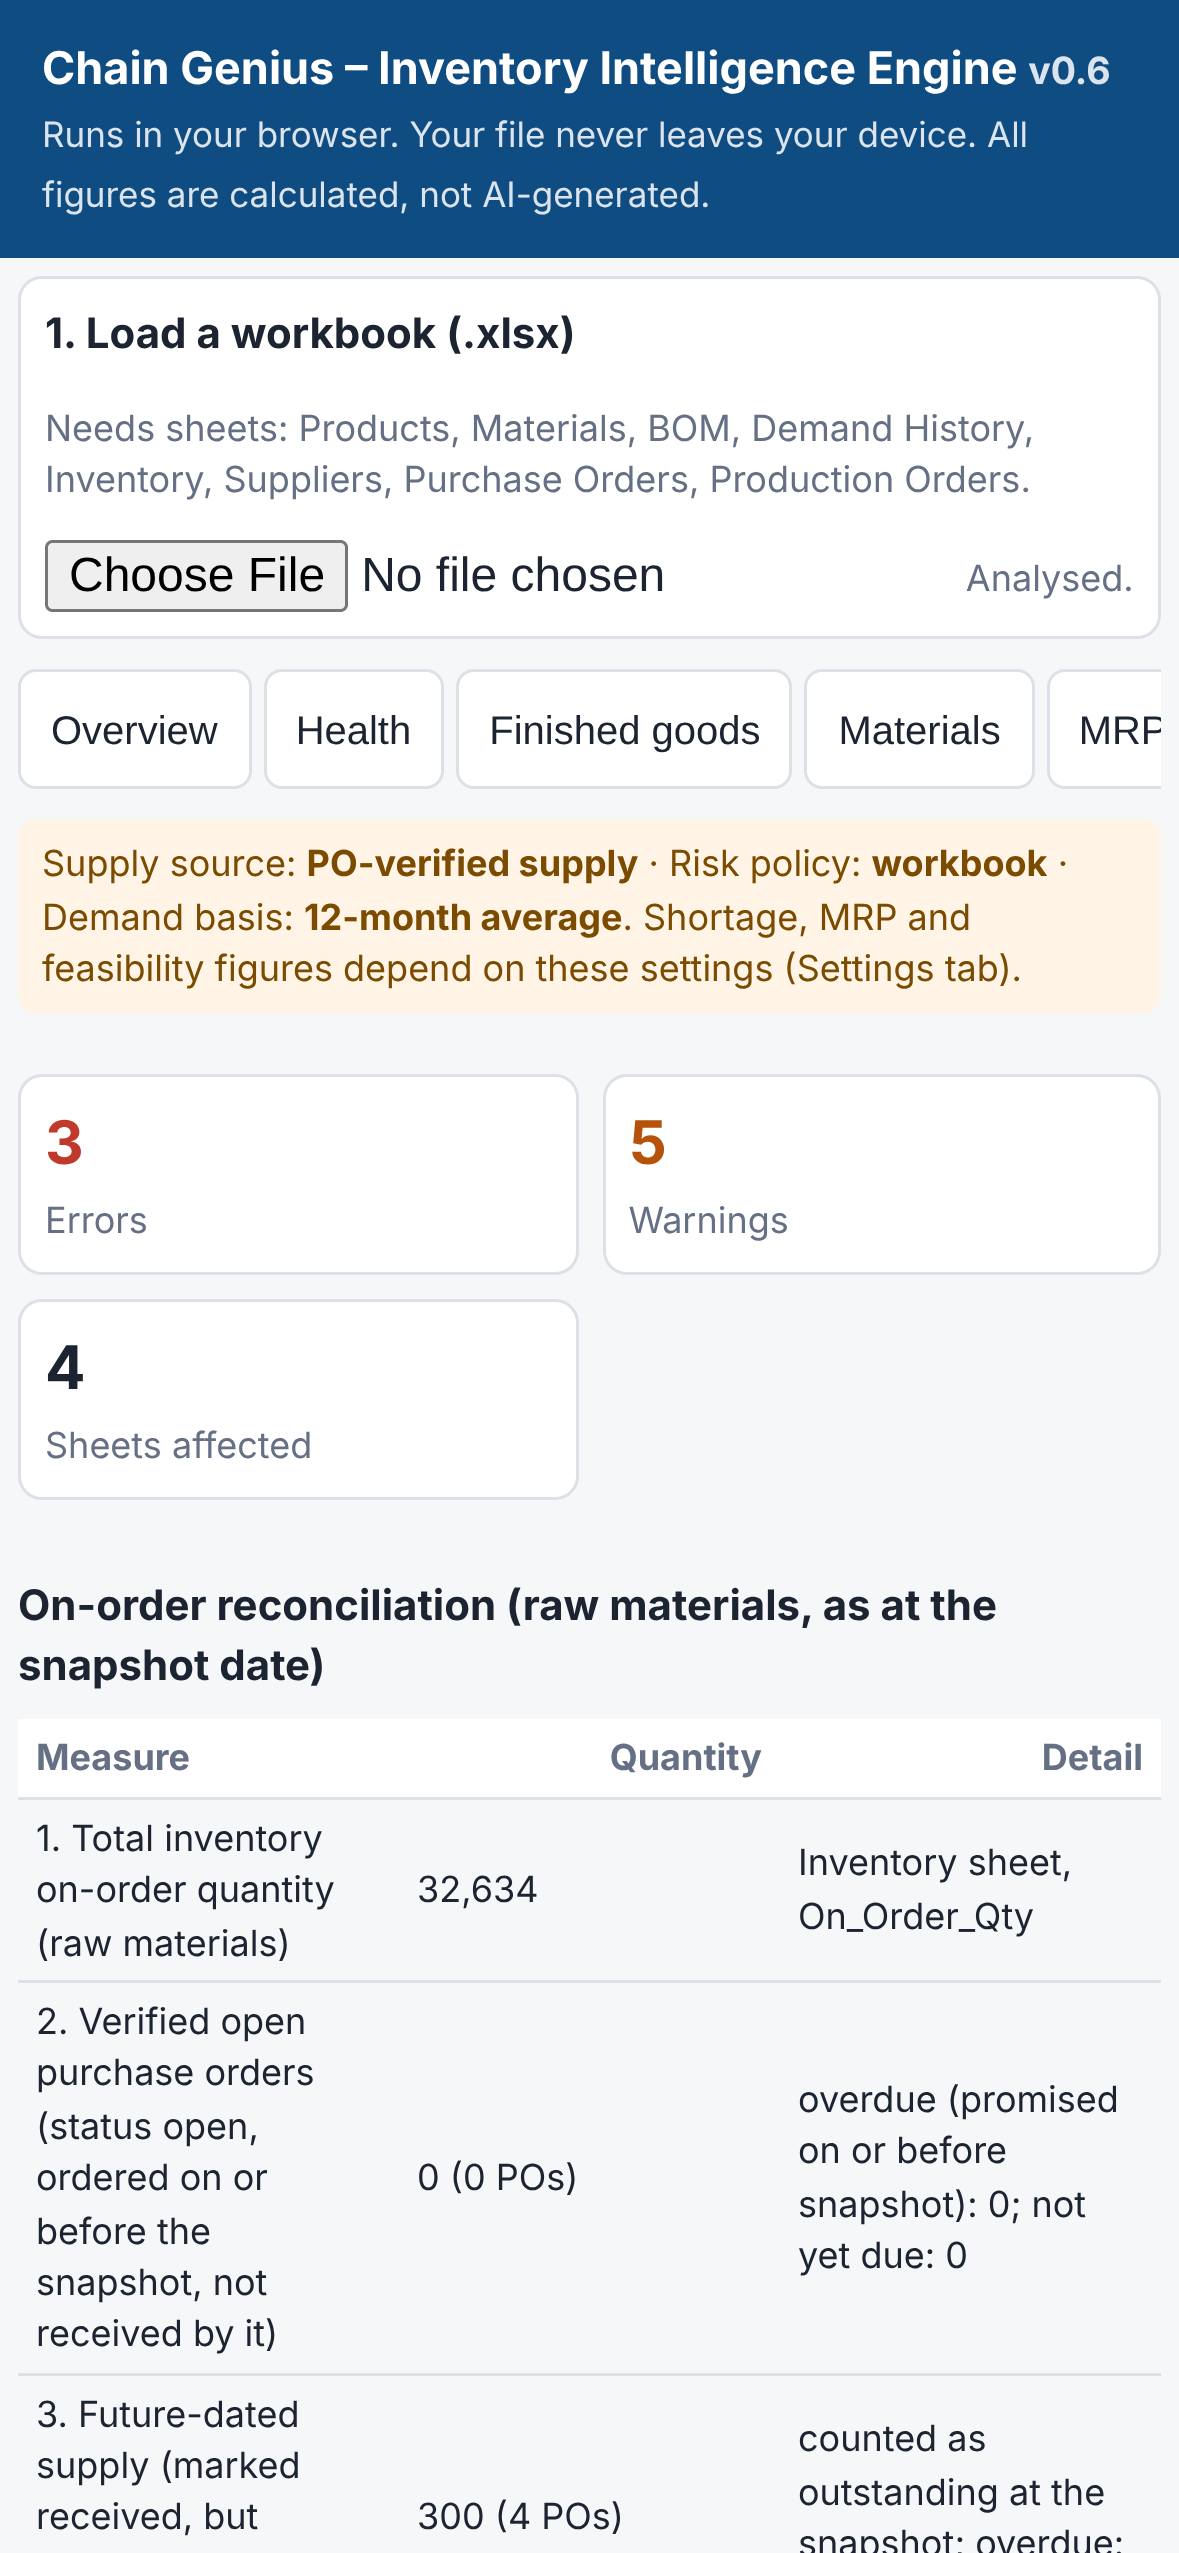 Chain Genius – Inventory Intelligence Engine v0.6
Runs in your browser. Your file never leaves your device. All
figures are calculated, not AI-generated.
1. Load a workbook (.xlsx)
Needs sheets: Products, Materials, BOM, Demand History,
Inventory, Suppliers, Purchase Orders, Production Orders.
Choose File No file chosen Analysed.
Overview Health Finished goods Materials MRP
Supply source: PO-verified supply · Risk policy: workbook ·
Demand basis: 12-month average. Shortage, MRP and
feasibility figures depend on these settings (Settings tab).
3
Errors
5
Warnings
4
Sheets affected
On-order reconciliation (raw materials, as at the
snapshot date)
Measure Quantity Detail
1. Total inventory
on-order quantity
(raw materials)
32,634
Inventory sheet,
On_Order_Qty
2. Verified open
purchase orders
(status open,
ordered on or
before the
snapshot, not
received by it)
0 (0 POs)
overdue (promised
on or before
snapshot): 0; not
yet due: 0
3. Future-dated
supply (marked
received, but
300 (4 POs)
counted as
outstanding at the
snapshot; overdue: